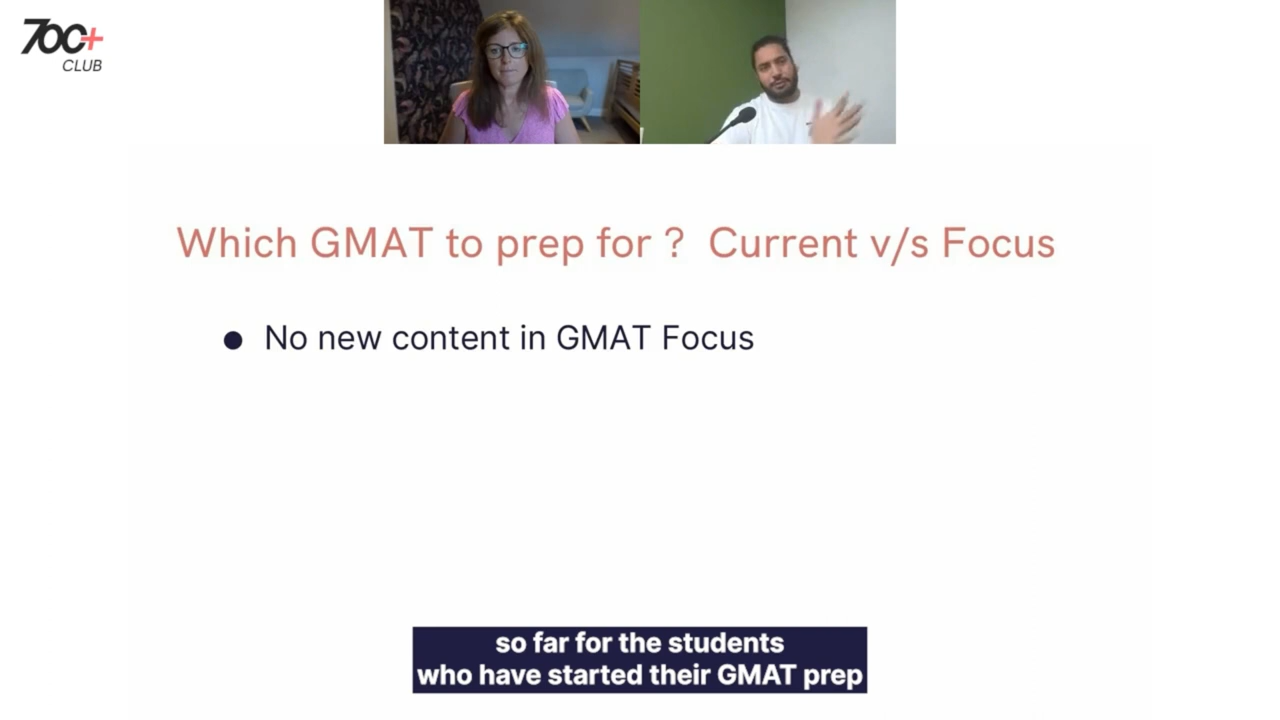 700+
CLUB
Which GMAT to prep for ? Current v/s Focus
● No new content in GMAT Focus
so far for the students
who have started their GMAT prep